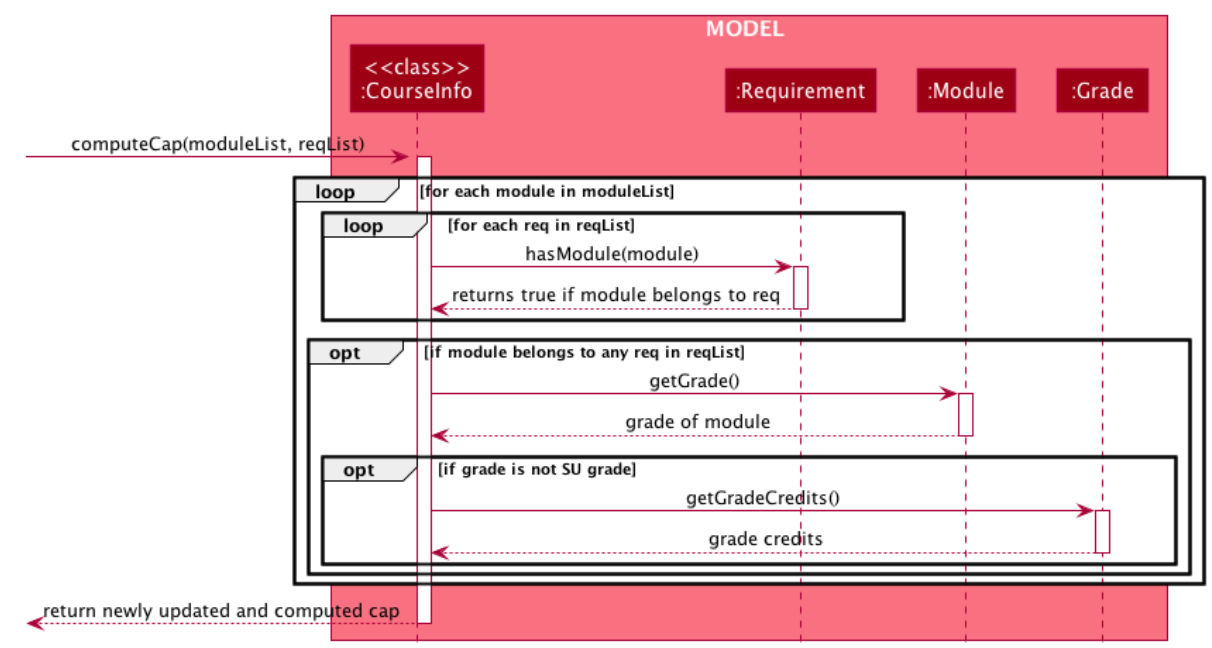 MODEL
<<class>>
:CourseInfo
:Requirement
:Module
:Grade
computeCap(moduleList, reqList)
loop
[for each module in moduleList]
loop
[for each req in reqList]
hasModule(module)
returns true if module belongs to req
opt
[if module belongs to any req in reqList]
getGrade()
grade of module
opt
[if grade is not SU grade]
getGradeCredits()
grade credits
return newly updated and computed cap